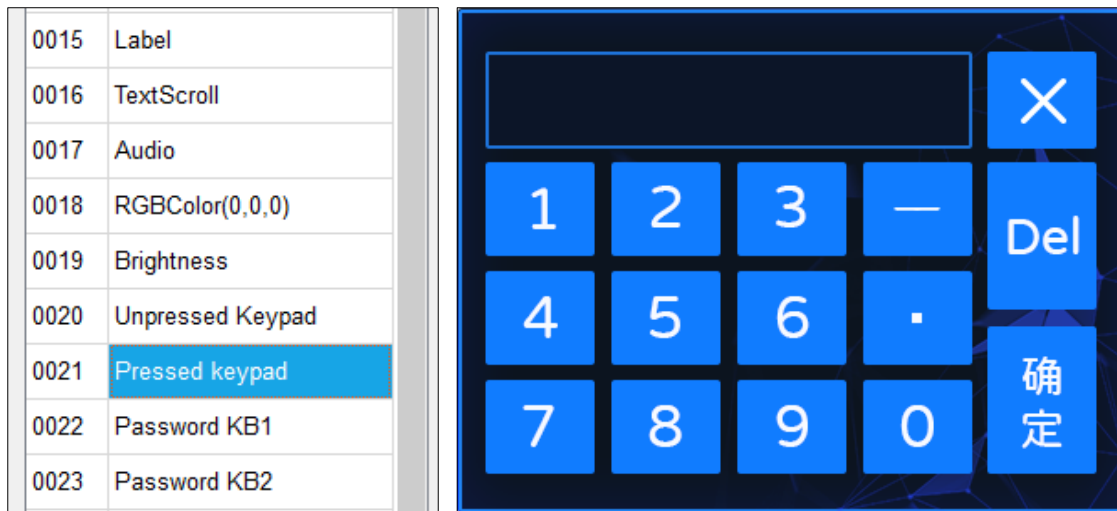 0015 Label
0016 TextScroll
0017 Audio
0018 RGBColor(0,0,0)
0019 Brightness
0020 Unpressed Keypad
0021 Pressed keypad
0022 Password KB1
0023 Password KB2
×
1 2 3 —
Del
4 5 6 .
确
定
7 8 9 0